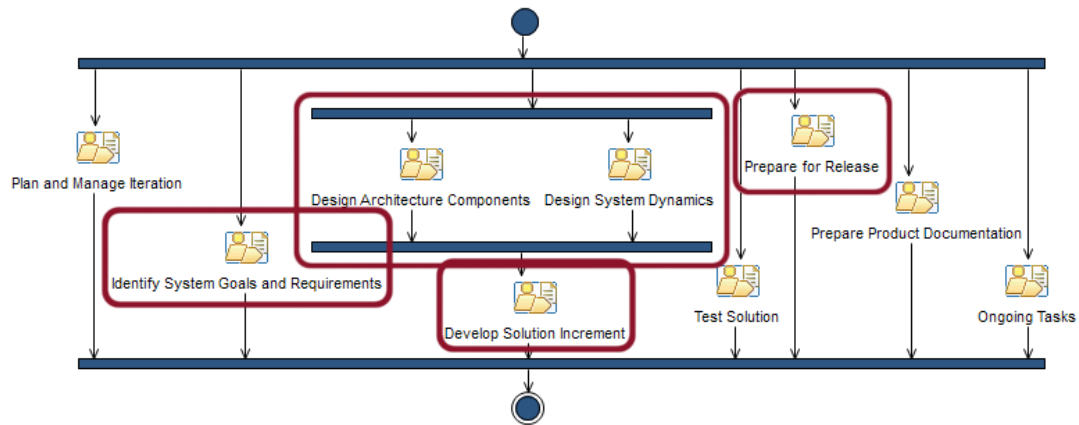 Plan and Manage Iteration
Identify System Goals and Requirements
Design Architecture Components
Design System Dynamics
Develop Solution Increment
Test Solution
Prepare for Release
Prepare Product Documentation
Ongoing Tasks